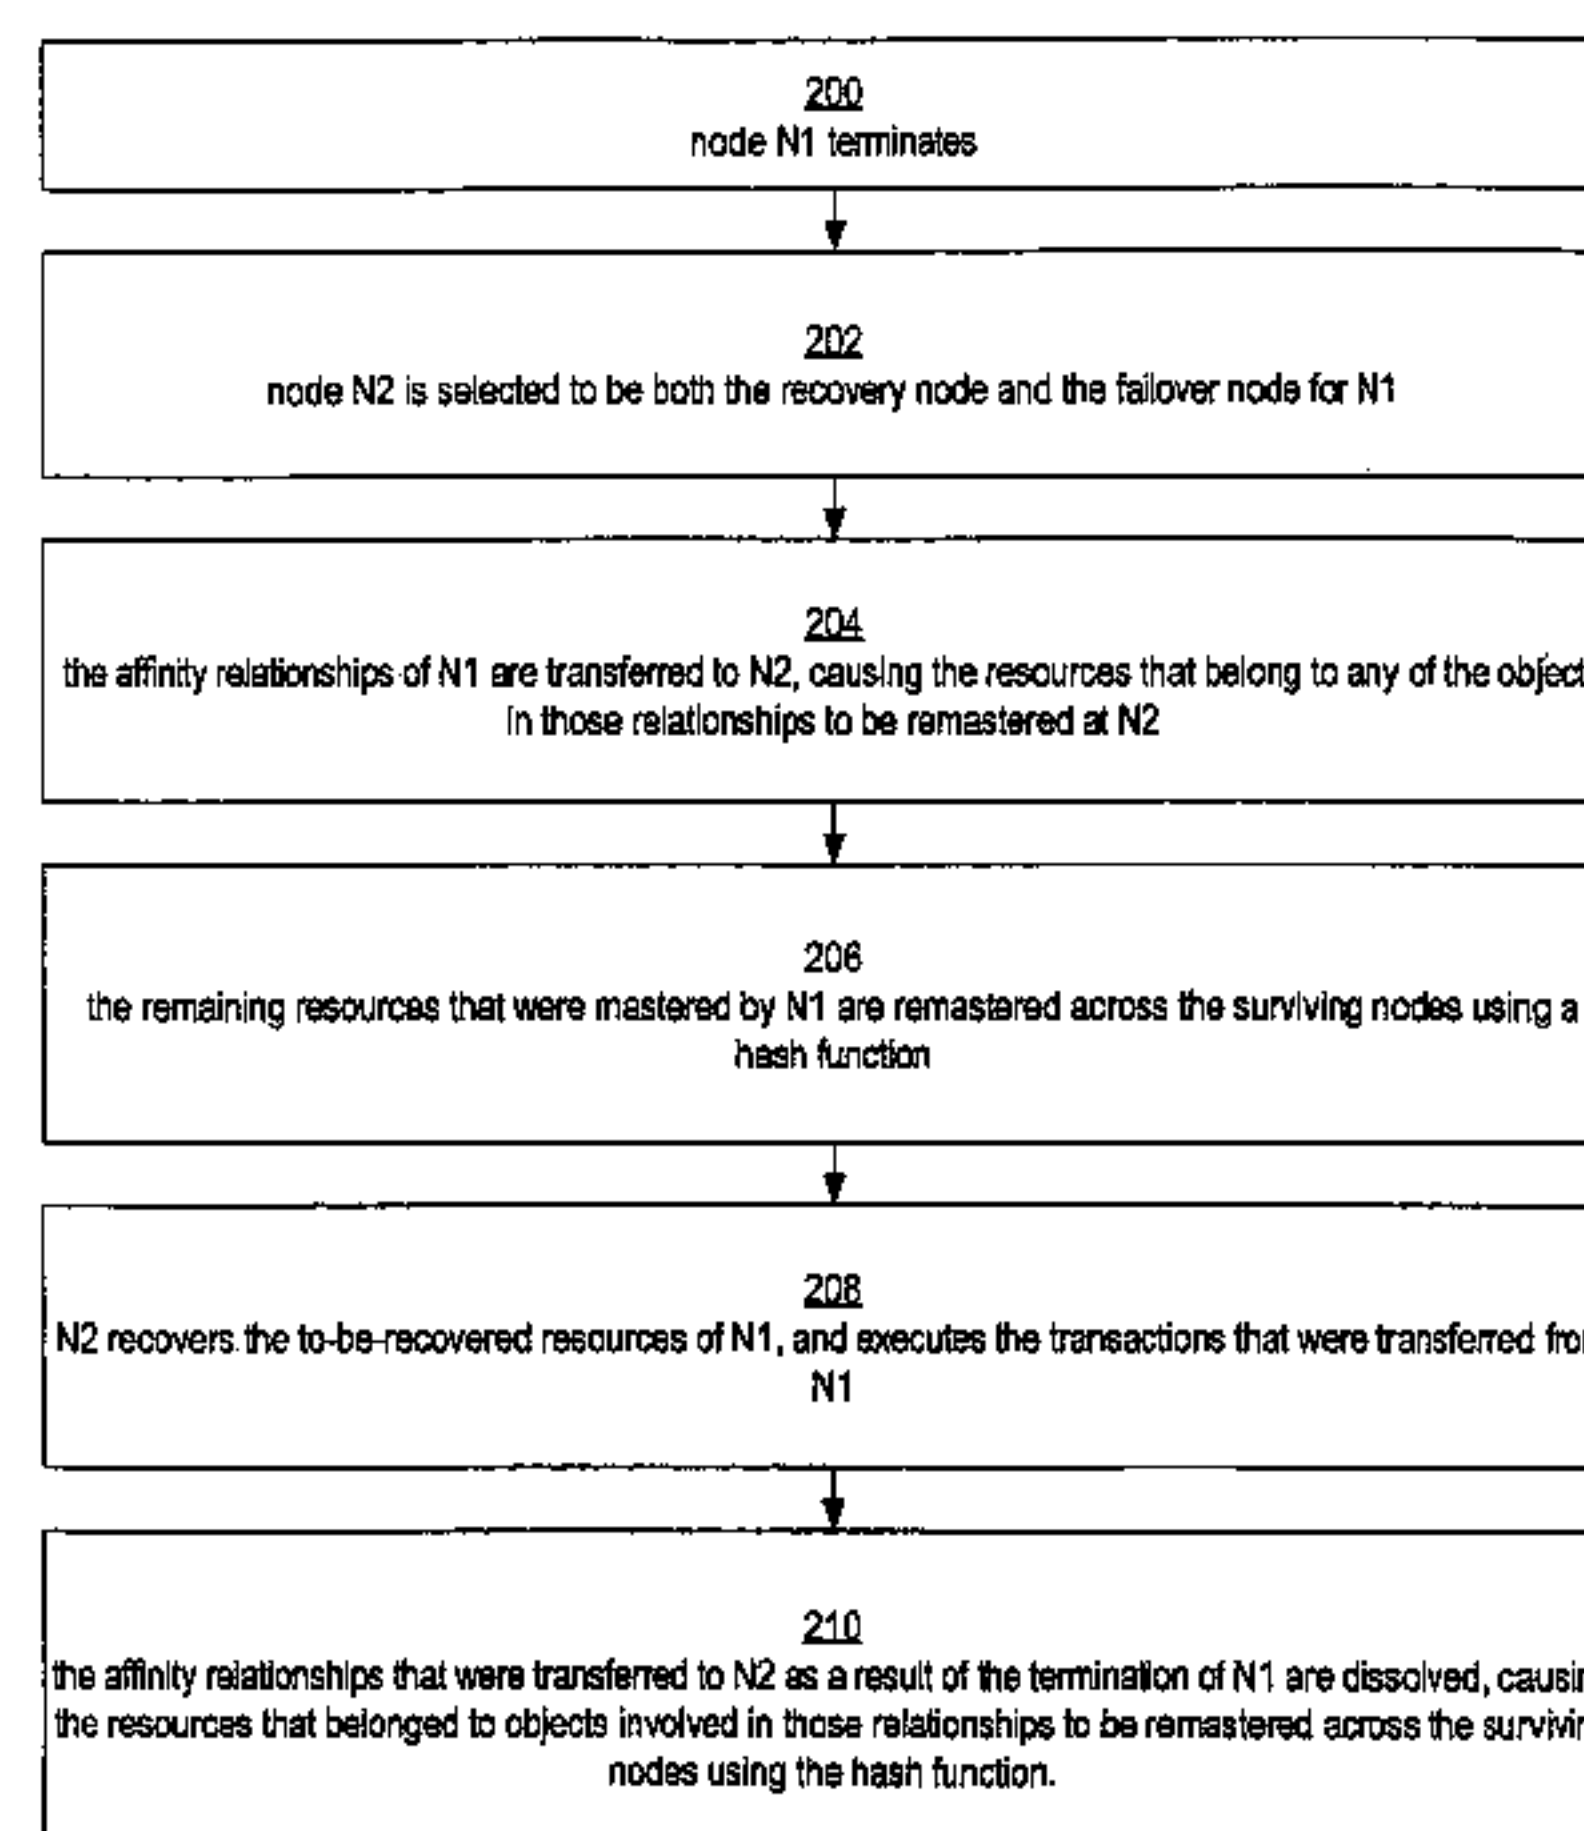 200
node N1 terminates
202
node N2 is selected to be both the recovery node and the failover node for N1
204
the affinity relationships of N1 are transferred to N2, causing the resources that belong to any of the object
in those relationships to be remastered at N2
206
the remaining resources that were mastered by N1 are remastered across the surviving nodes using a
hash function
208
N2 recovers the to-be-recovered resources of N1, and executes the transactions that were transferred fro
N1
210
the affinity relationships that were transferred to N2 as a result of the termination of N1 are dissolved, causin
the resources that belonged to objects involved in those relationships to be remastered across the survivin
nodes using the hash function.